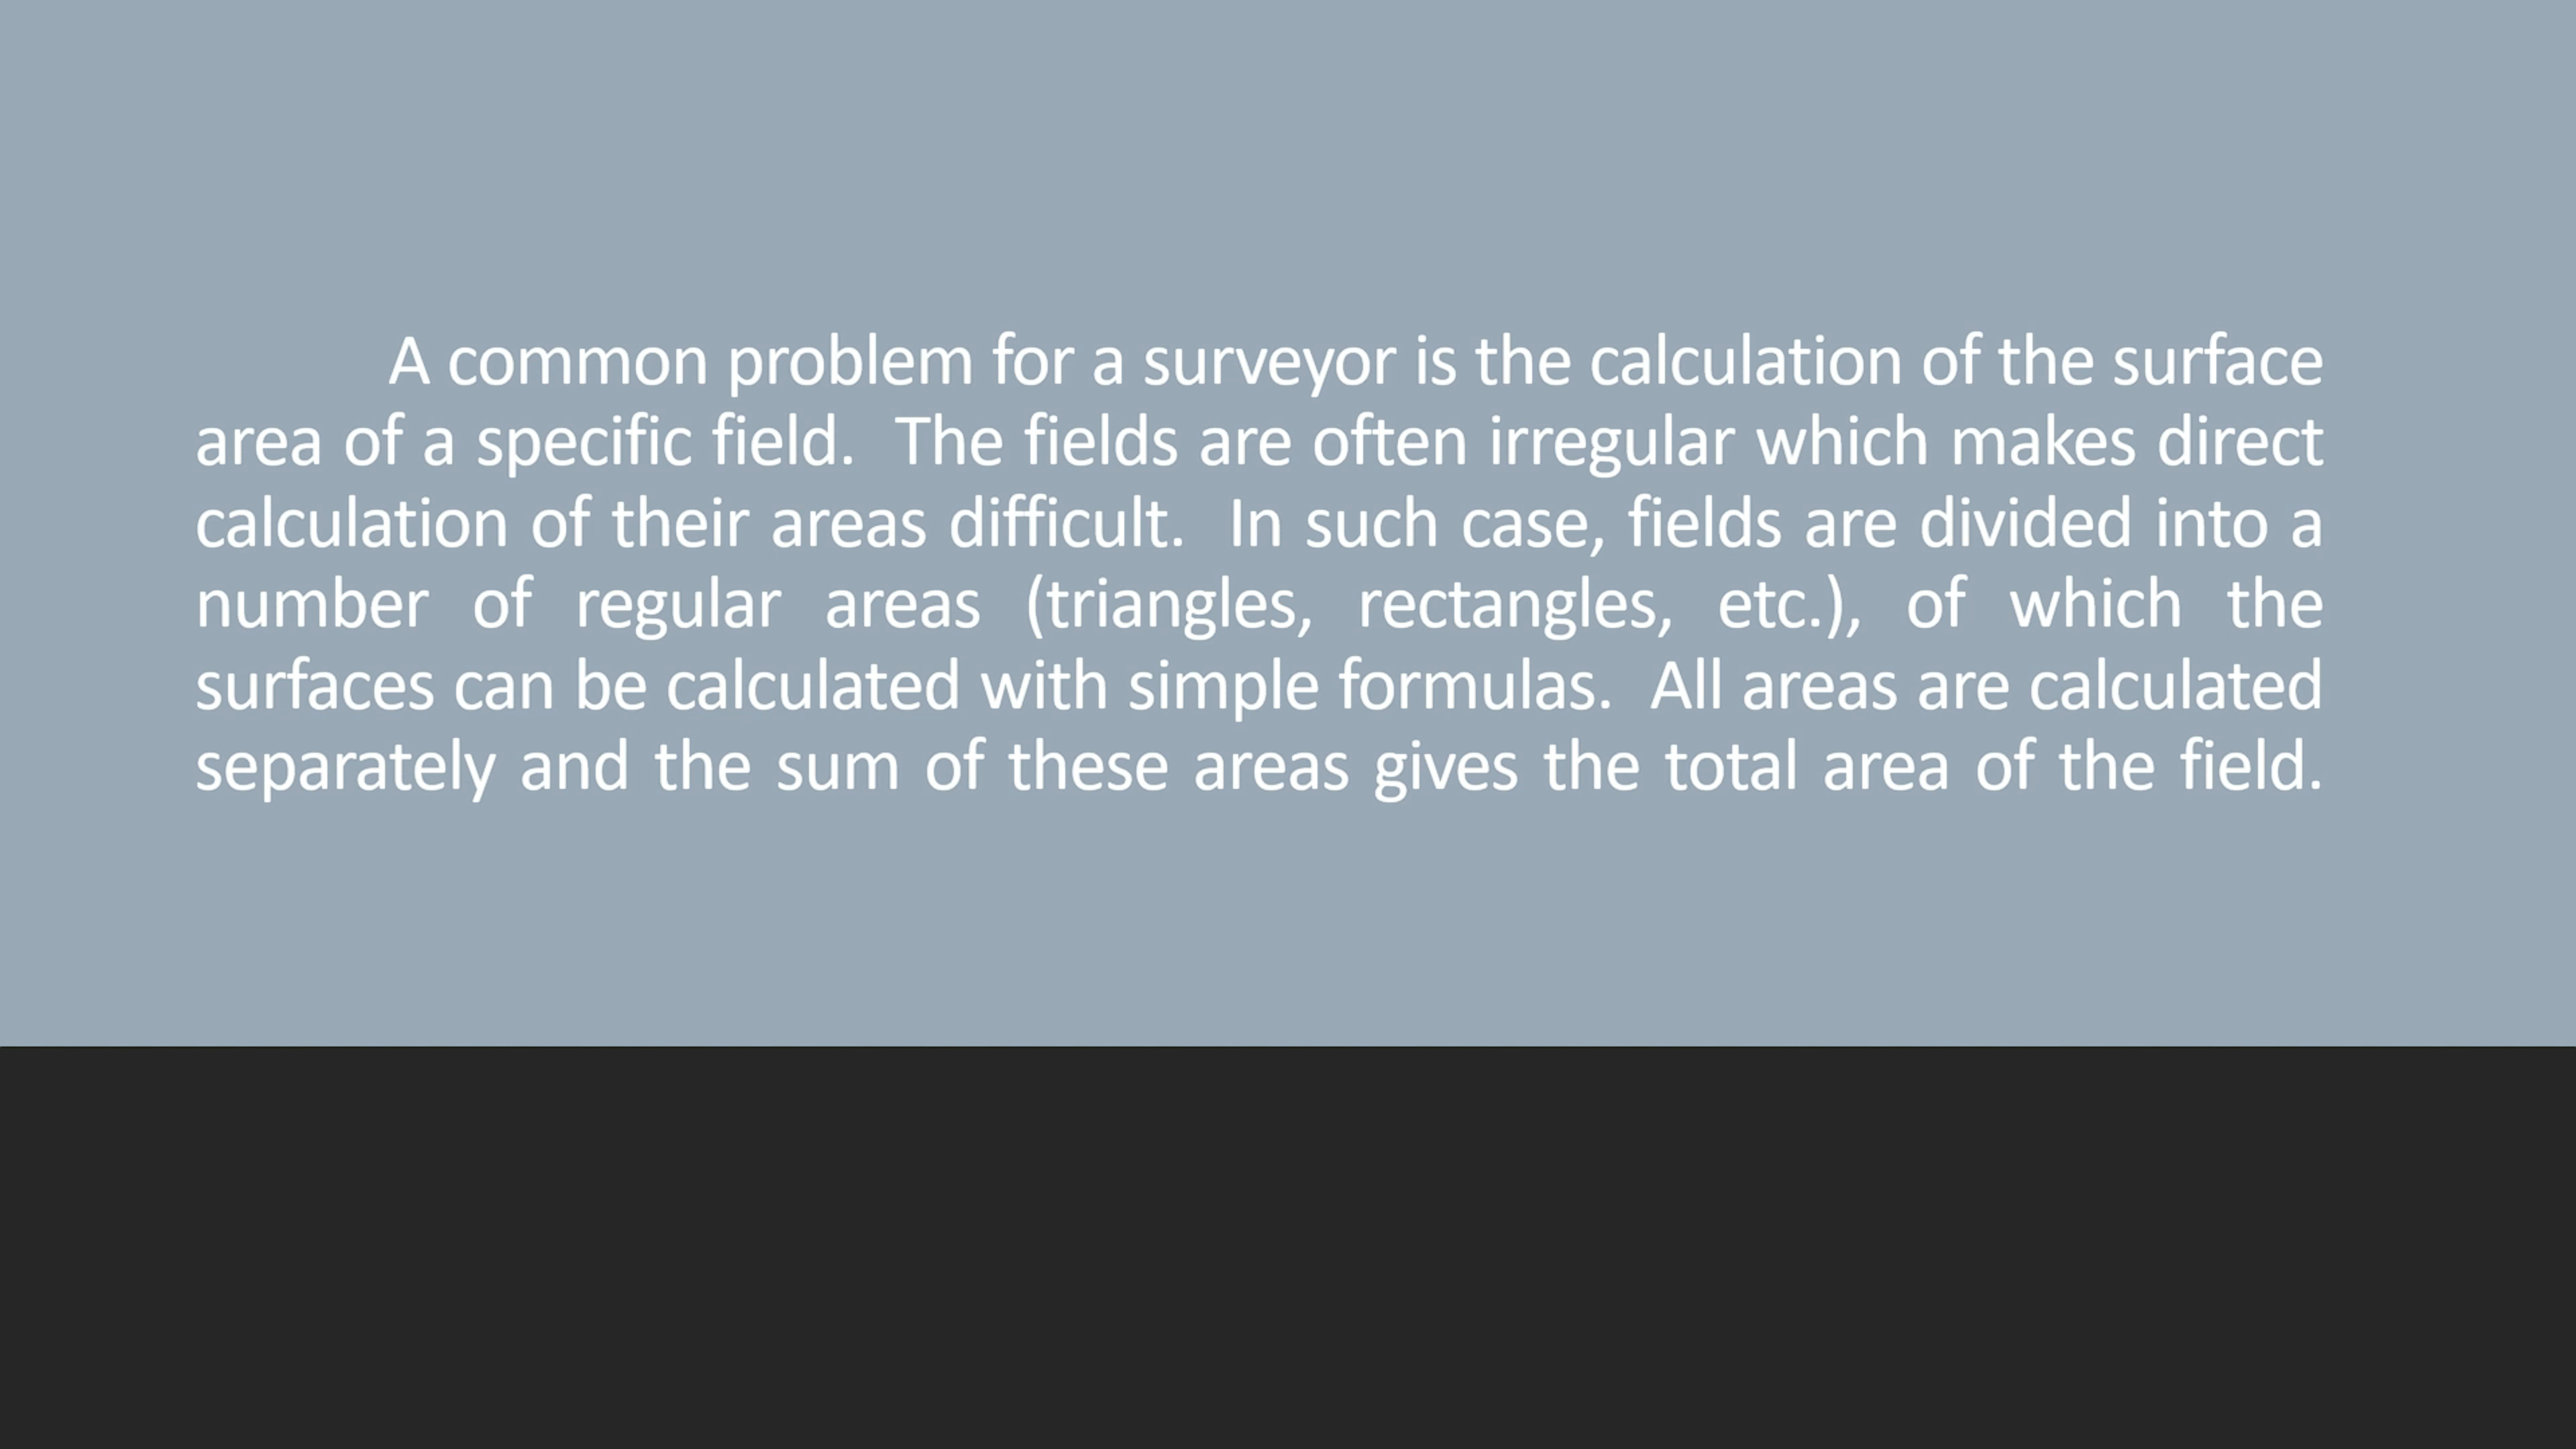 A common problem for a surveyor is the calculation of the surface
area of a specific field.  The fields are often irregular which makes direct
calculation of their areas difficult.  In such case, fields are divided into a
number of regular areas (triangles, rectangles, etc.), of which the
surfaces can be calculated with simple formulas.  All areas are calculated
separately and the sum of these areas gives the total area of the field.